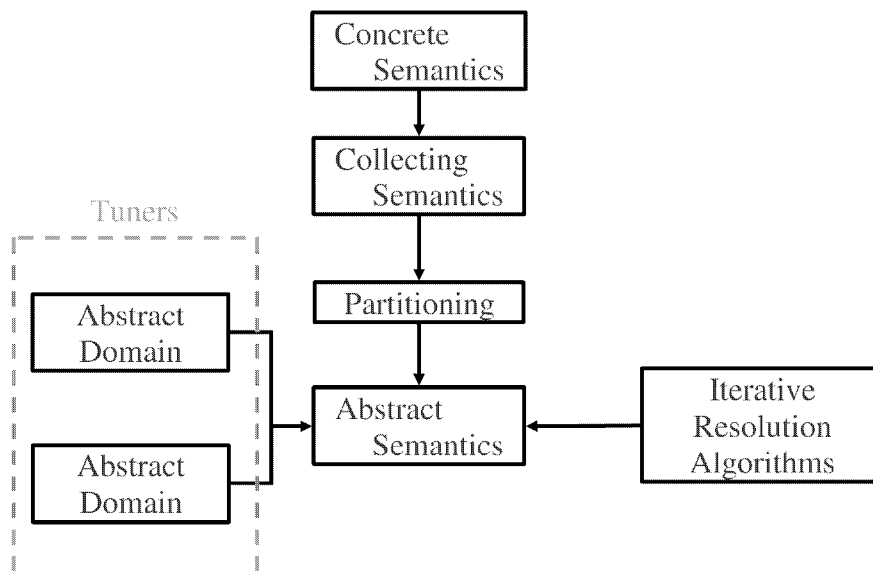 Concrete
Semantics
Collecting
Semantics
Tuners
Partitioning
Abstract
Domain
Abstract
Semantics
Iterative
Resolution
Algorithms
Abstract
Domain